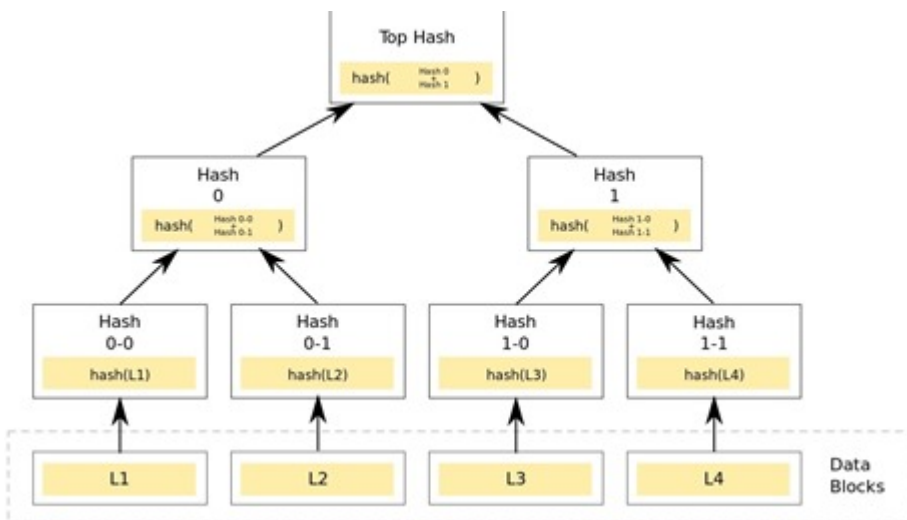 Top Hash
hash( Hash 0 + Hash 1 )
Hash
0
hash( Hash 0-0 + Hash 0-1 )
Hash
1
hash( Hash 1-0 + Hash 1-1 )
Hash
0-0
hash(L1)
Hash
0-1
hash(L2)
Hash
1-0
hash(L3)
Hash
1-1
hash(L4)
L1
L2
L3
L4
Data
Blocks